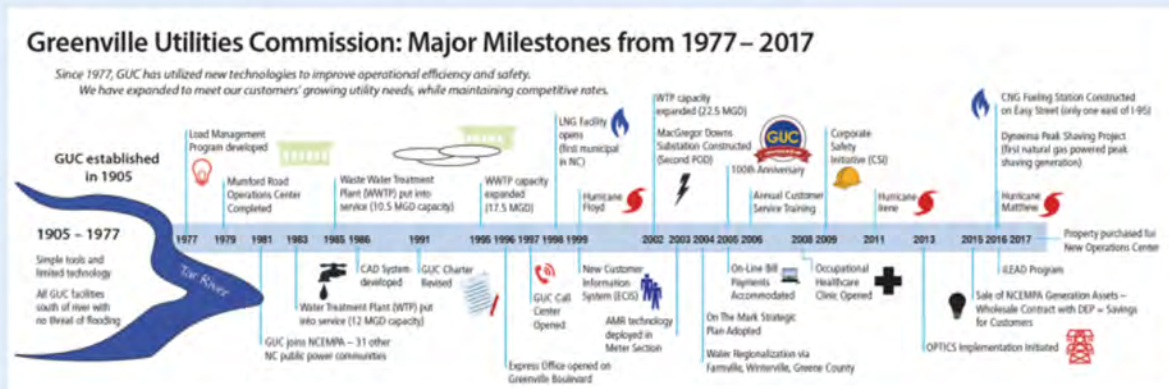 Greenville Utilities Commission: Major Milestones from 1977 – 2017
Since 1977, GUC has utilized new technologies to improve operational efficiency and safety.
We have expanded to meet our customers' growing utility needs, while maintaining competitive rates.
GUC established
in 1905
1905 – 1977
Simple tools and
limited technology
All GUC facilities
south of river with
no threat of flooding
Tar River
Load Management
Program developed
Mumford Road
Operations Center
Completed
Waste Water Treatment
Plant (WWTP) put into
service (10.5 MGD capacity)
WWTP capacity
expanded
(17.5 MGD)
LNG Facility
opens
(first municipal
in NC)
Hurricane
Floyd
WTP capacity
expanded (22.5 MGD)
MacGregor Downs
Substation Constructed
(Second POD)
GUC
100th Anniversary
Annual Customer
Service Training
Corporate
Safety
Initiative (CSI)
Hurricane
Irene
CNG Fueling Station Constructed
on Easy Street (only one east of I-95)
Dynamina Peak Shaving Project
(first natural gas powered peak
shaving generation)
Hurricane
Matthew
Property purchased for
New Operations Center
1977 1979 1981 1983 1985 1986 1991 1995 1996 1997 1998 1999 2002 2003 2004 2005 2006 2008 2009 2011 2013 2015 2016 2017
GUC joins NCEMPA – 31 other
NC public power communities
Water Treatment Plant (WTP) put
into service (12 MGD capacity)
CAD System
developed
GUC Charter
Revised
Express Office opened on
Greenville Boulevard
GUC Call
Center
Opened
New Customer
Information
System (ECIS)
AMR technology
deployed in
Meter Section
Water Regionalization via
Farmville, Winterville, Greene County
On The Mark Strategic
Plan Adopted
On-Line Bill
Payments
Accommodated
Occupational
Healthcare
Clinic Opened
OPTICS Implementation Initiated
Sale of NCEMPA Generation Assets –
Wholesale Contract with DEP = Savings
for Customers
iLEAD Program